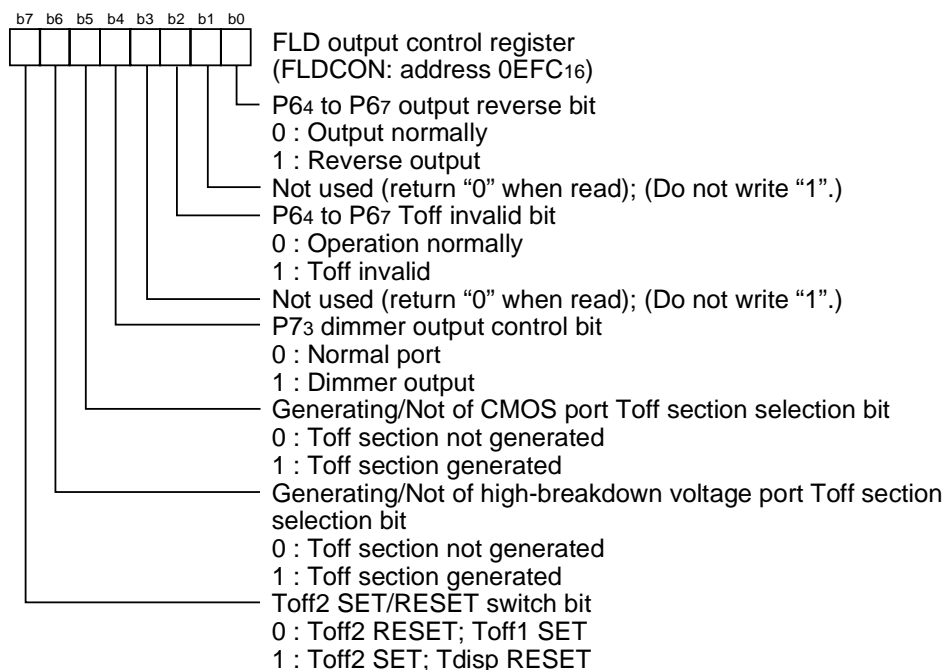 b7 b6 b5 b4 b3 b2 b1 b0
FLD output control register
(FLDCON: address 0EFC16)
P64 to P67 output reverse bit
0 : Output normally
1 : Reverse output
Not used (return “0” when read); (Do not write “1”.)
P64 to P67 Toff invalid bit
0 : Operation normally
1 : Toff invalid
Not used (return “0” when read); (Do not write “1”.)
P73 dimmer output control bit
0 : Normal port
1 : Dimmer output
Generating/Not of CMOS port Toff section selection bit
0 : Toff section not generated
1 : Toff section generated
Generating/Not of high-breakdown voltage port Toff section
selection bit
0 : Toff section not generated
1 : Toff section generated
Toff2 SET/RESET switch bit
0 : Toff2 RESET; Toff1 SET
1 : Toff2 SET; Tdisp RESET